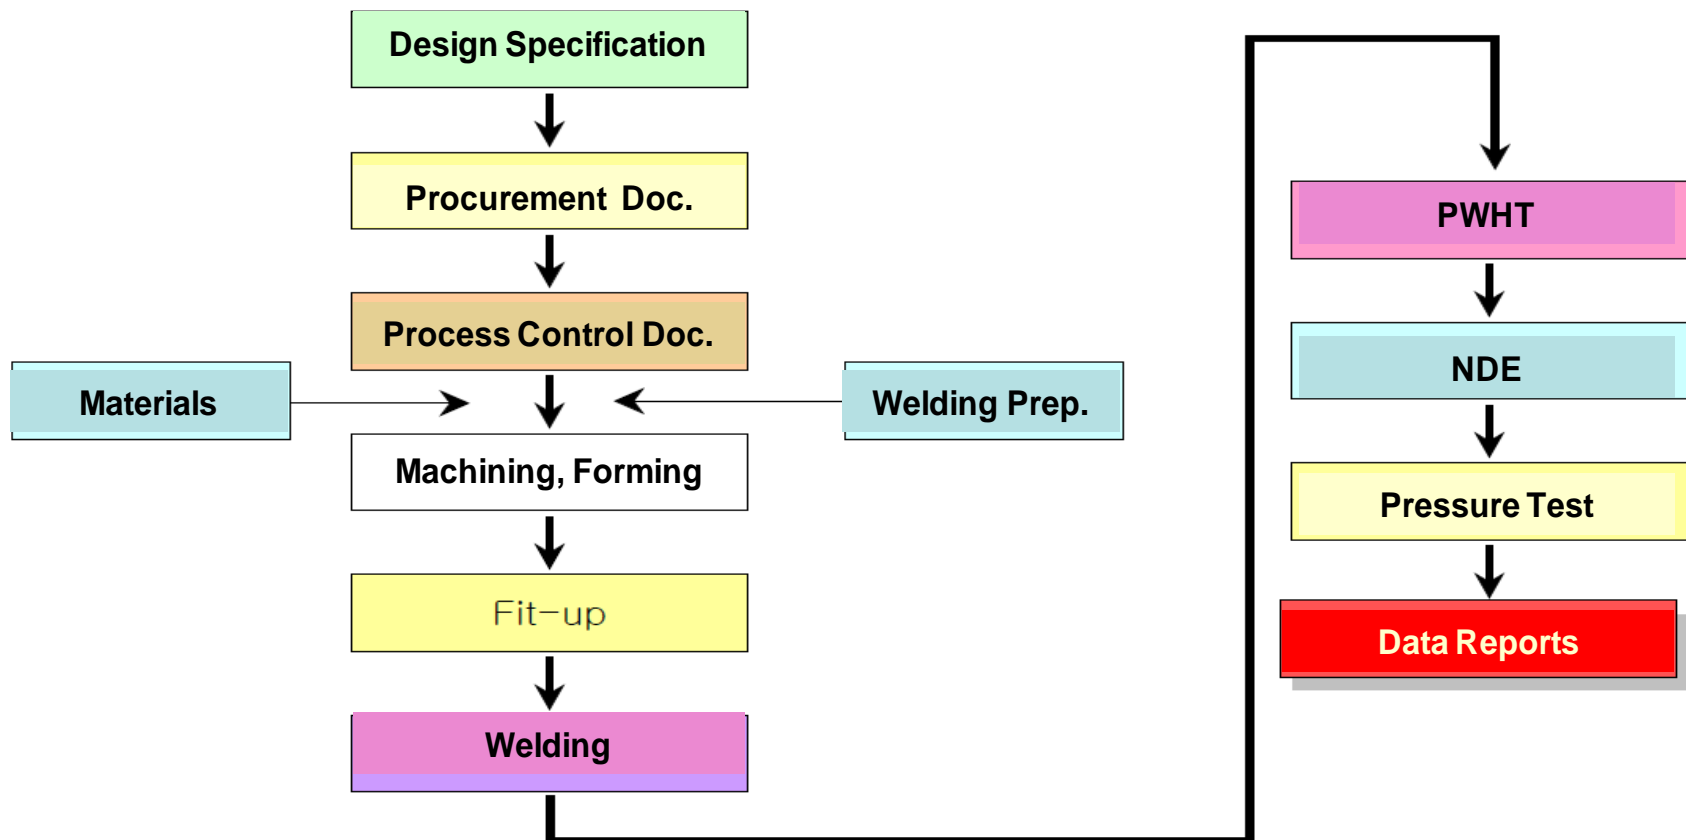 Design Specification
Procurement Doc.
Process Control Doc.
Materials
Welding Prep.
Machining, Forming
Fit-up
Welding
PWHT
NDE
Pressure Test
Data Reports